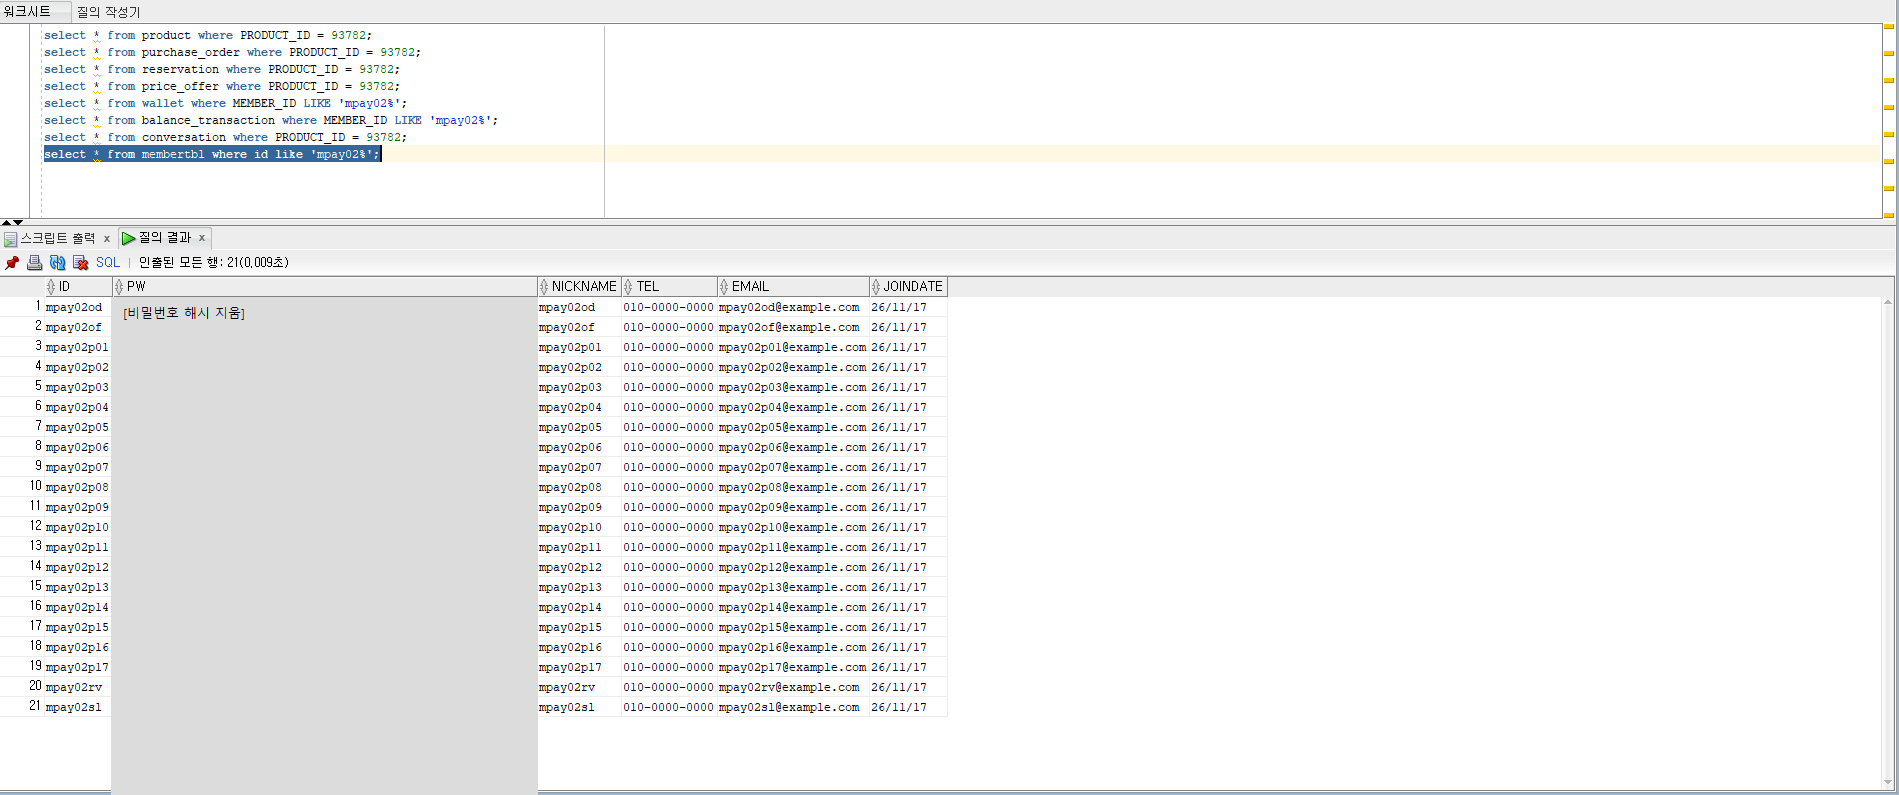 워크시트 질의 작성기
select * from product where PRODUCT_ID = 93782;
select * from purchase_order where PRODUCT_ID = 93782;
select * from reservation where PRODUCT_ID = 93782;
select * from price_offer where PRODUCT_ID = 93782;
select * from wallet where MEMBER_ID LIKE 'mpay02%';
select * from balance_transaction where MEMBER_ID LIKE 'mpay02%';
select * from conversation where PRODUCT_ID = 93782;
select * from membertbl where id like 'mpay02%';
스크립트 출력 x 질의 결과 x
SQL | 인출된 모든 행: 21(0,009초)
ID PW NICKNAME TEL EMAIL JOINDATE
[비밀번호 해시 지움]
1 mpay02od mpay02od 010-0000-0000 mpay02od@example.com 26/11/17
2 mpay02of mpay02of 010-0000-0000 mpay02of@example.com 26/11/17
3 mpay02p01 mpay02p01 010-0000-0000 mpay02p01@example.com 26/11/17
4 mpay02p02 mpay02p02 010-0000-0000 mpay02p02@example.com 26/11/17
5 mpay02p03 mpay02p03 010-0000-0000 mpay02p03@example.com 26/11/17
6 mpay02p04 mpay02p04 010-0000-0000 mpay02p04@example.com 26/11/17
7 mpay02p05 mpay02p05 010-0000-0000 mpay02p05@example.com 26/11/17
8 mpay02p06 mpay02p06 010-0000-0000 mpay02p06@example.com 26/11/17
9 mpay02p07 mpay02p07 010-0000-0000 mpay02p07@example.com 26/11/17
10 mpay02p08 mpay02p08 010-0000-0000 mpay02p08@example.com 26/11/17
11 mpay02p09 mpay02p09 010-0000-0000 mpay02p09@example.com 26/11/17
12 mpay02p10 mpay02p10 010-0000-0000 mpay02p10@example.com 26/11/17
13 mpay02p11 mpay02p11 010-0000-0000 mpay02p11@example.com 26/11/17
14 mpay02p12 mpay02p12 010-0000-0000 mpay02p12@example.com 26/11/17
15 mpay02p13 mpay02p13 010-0000-0000 mpay02p13@example.com 26/11/17
16 mpay02p14 mpay02p14 010-0000-0000 mpay02p14@example.com 26/11/17
17 mpay02p15 mpay02p15 010-0000-0000 mpay02p15@example.com 26/11/17
18 mpay02p16 mpay02p16 010-0000-0000 mpay02p16@example.com 26/11/17
19 mpay02p17 mpay02p17 010-0000-0000 mpay02p17@example.com 26/11/17
20 mpay02rv mpay02rv 010-0000-0000 mpay02rv@example.com 26/11/17
21 mpay02sl mpay02sl 010-0000-0000 mpay02sl@example.com 26/11/17